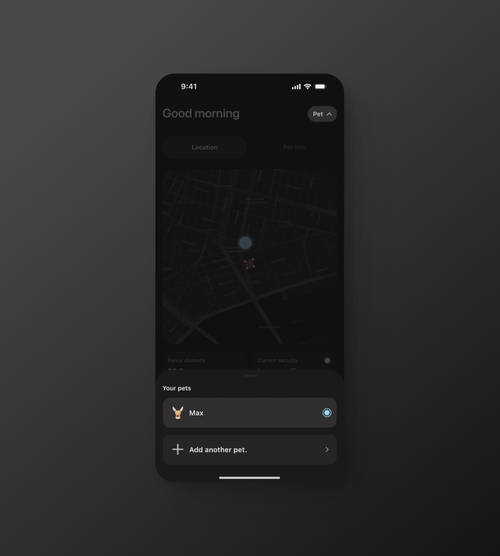 9:41
Good morning
Pet
Location
Pet info
Fence distance
Current security
Your pets
Max
Add another pet.